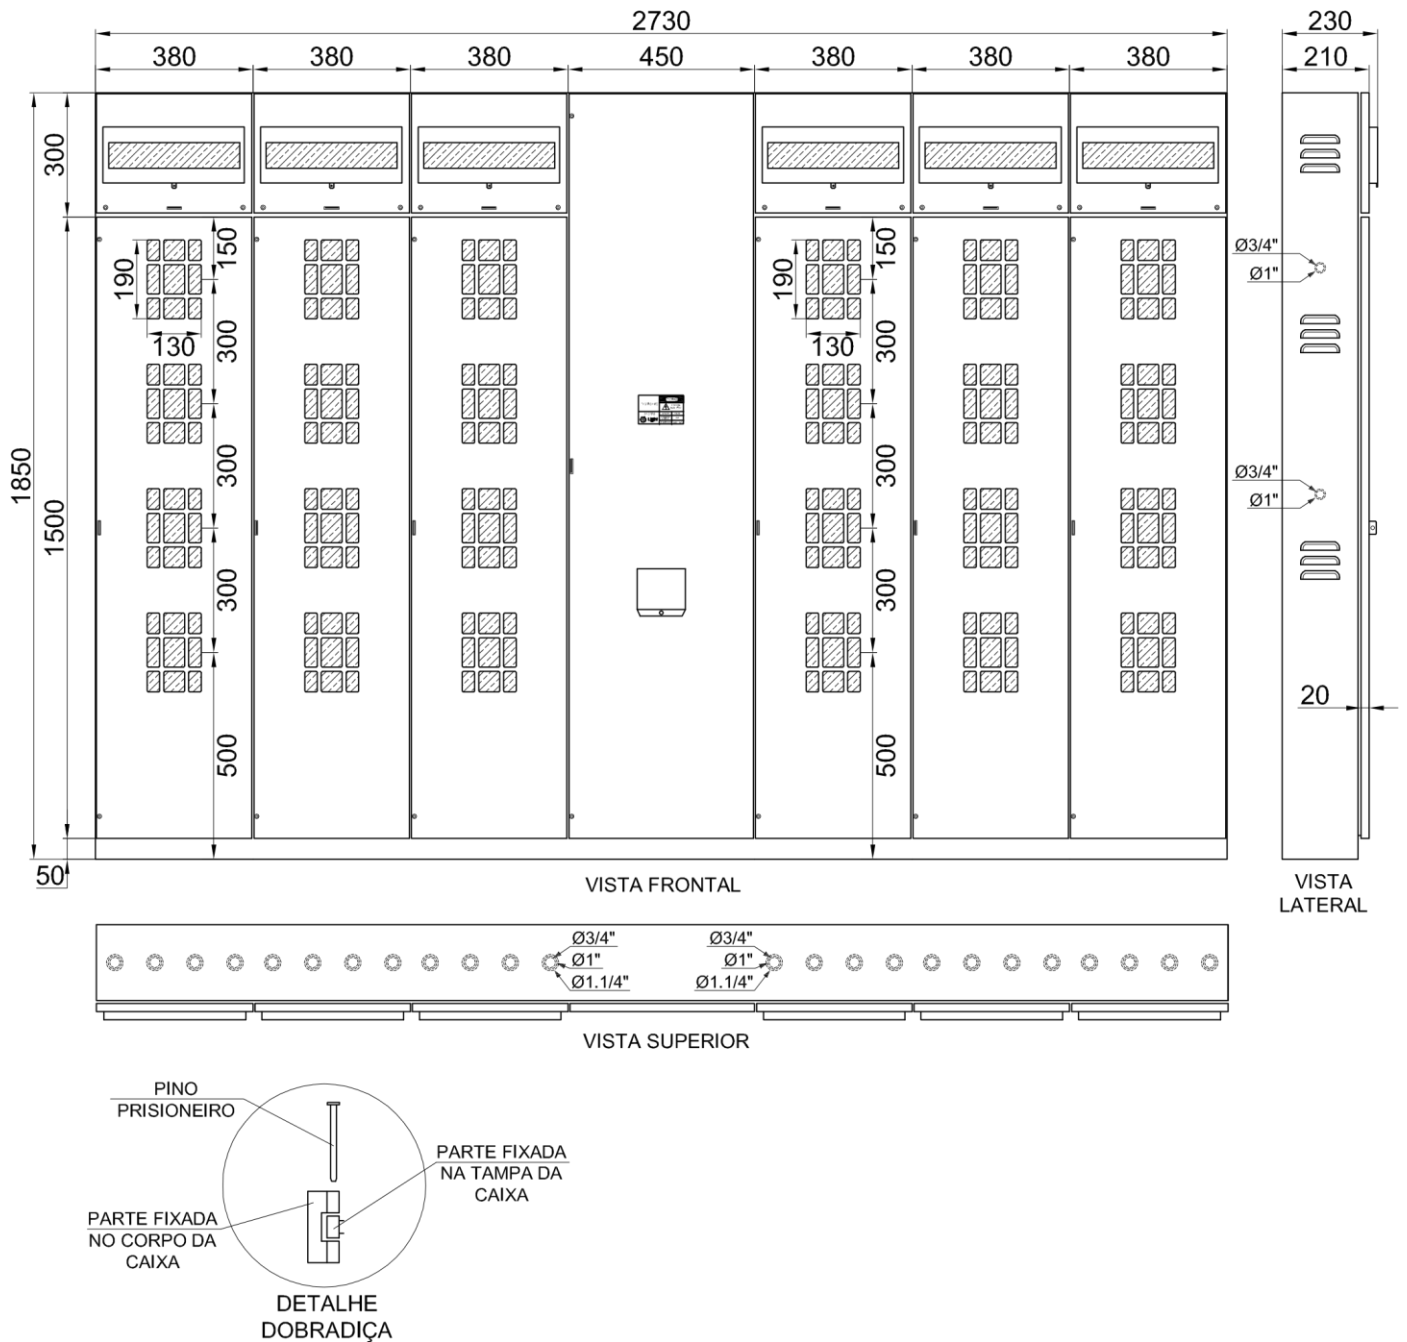 2730
230
380
380
380
450
380
380
380
210
300
150
150
190
190
Ø3/4"
Ø1"
130
300
130
300
1850
1500
300
300
Ø3/4"
Ø1"
300
300
20
500
500
50
VISTA FRONTAL
VISTA
LATERAL
Ø3/4"
Ø1"
Ø1.1/4"
Ø3/4"
Ø1"
Ø1.1/4"
VISTA SUPERIOR
PINO
PRISIONEIRO
PARTE FIXADA
NA TAMPA DA
CAIXA
PARTE FIXADA
NO CORPO DA
CAIXA
DETALHE
DOBRADIÇA